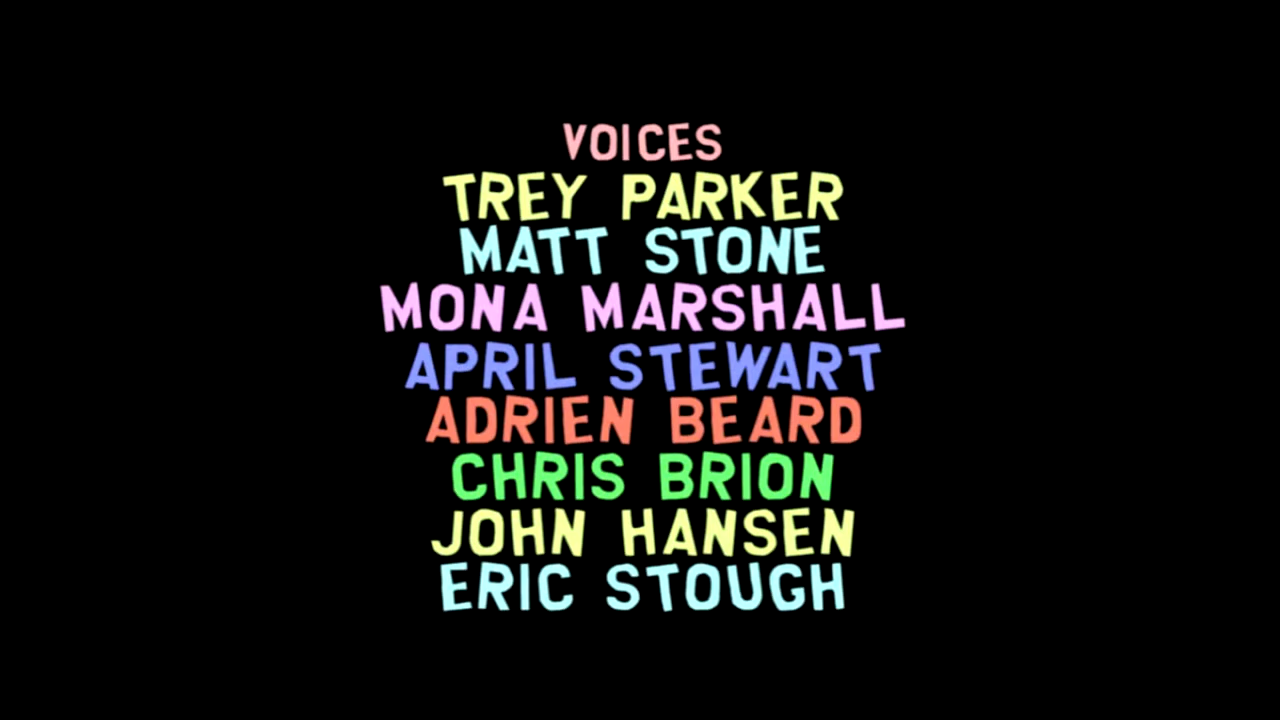 VOICES
TREY PARKER
MATT STONE
MONA MARSHALL
APRIL STEWART
ADRIEN BEARD
CHRIS BRION
JOHN HANSEN
ERIC STOUGH